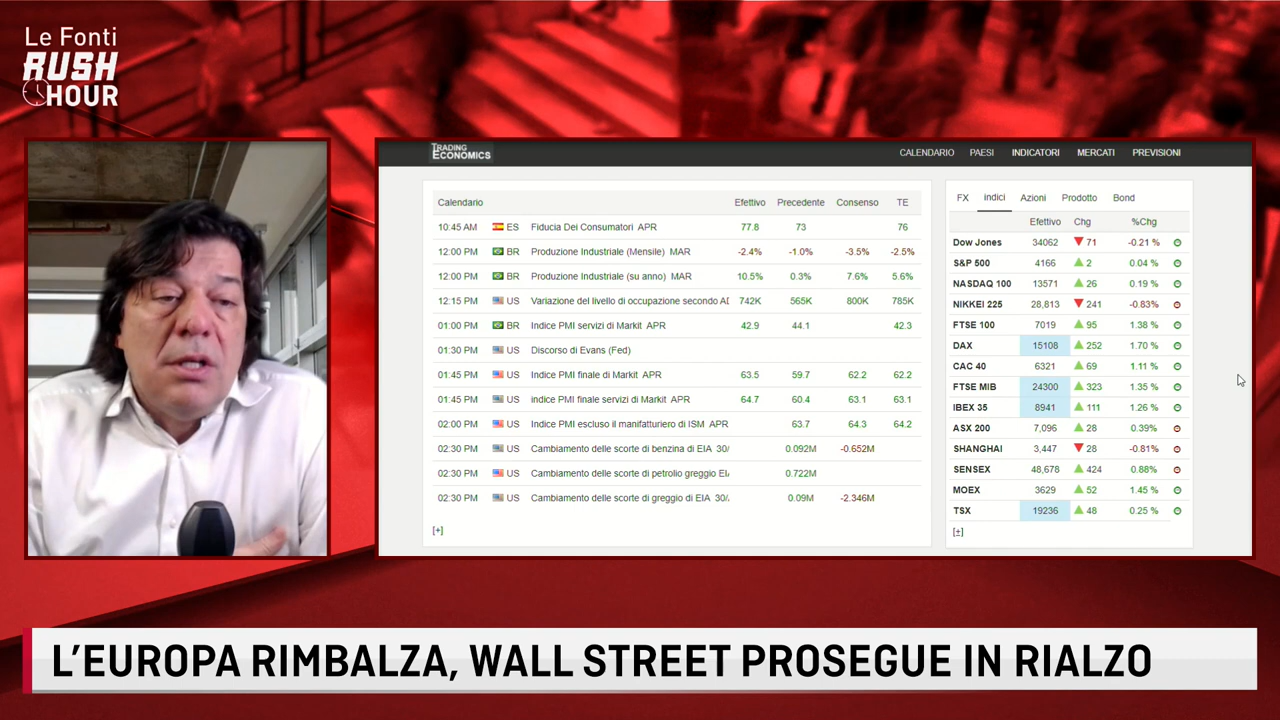 Le Fonti
RUSH
HOUR
TRADING
ECONOMICS
CALENDARIO PAESI INDICATORI MERCATI PREVISIONI
Calendario Efettivo Precedente Consenso TE
10:45 AM ES Fiducia Dei Consumatori APR 77.8 73 76
12:00 PM BR Produzione Industriale (Mensile) MAR -2.4% -1.0% -3.5% -2.5%
12:00 PM BR Produzione Industriale (su anno) MAR 10.5% 0.3% 7.6% 5.6%
12:15 PM US Variazione del livello di occupazione secondo AD 742K 565K 800K 785K
01:00 PM BR Indice PMI servizi di Markit APR 42.9 44.1 42.3
01:30 PM US Discorso di Evans (Fed)
01:45 PM US Indice PMI finale di Markit APR 63.5 59.7 62.2 62.2
01:45 PM US indice PMI finale servizi di Markit APR 64.7 60.4 63.1 63.1
02:00 PM US Indice PMI escluso il manifatturiero di ISM APR 63.7 64.3 64.2
02:30 PM US Cambiamento delle scorte di benzina di EIA 30/ 0.092M -0.652M
02:30 PM US Cambiamento delle scorte di petrolio greggio EI 0.722M
02:30 PM US Cambiamento delle scorte di greggio di EIA 30/ 0.09M -2.346M
[+]
FX indici Azioni Prodotto Bond
Efettivo Chg %Chg
Dow Jones 34062 71 -0.21 %
S&P 500 4166 2 0.04 %
NASDAQ 100 13571 26 0.19 %
NIKKEI 225 28,813 241 -0.83%
FTSE 100 7019 95 1.38 %
DAX 15108 252 1.70 %
CAC 40 6321 69 1.11 %
FTSE MIB 24300 323 1.35 %
IBEX 35 8941 111 1.26 %
ASX 200 7,096 28 0.39%
SHANGHAI 3,447 28 -0.81%
SENSEX 48,678 424 0.88%
MOEX 3629 52 1.45 %
TSX 19236 48 0.25 %
[±]
L'EUROPA RIMBALZA, WALL STREET PROSEGUE IN RIALZO